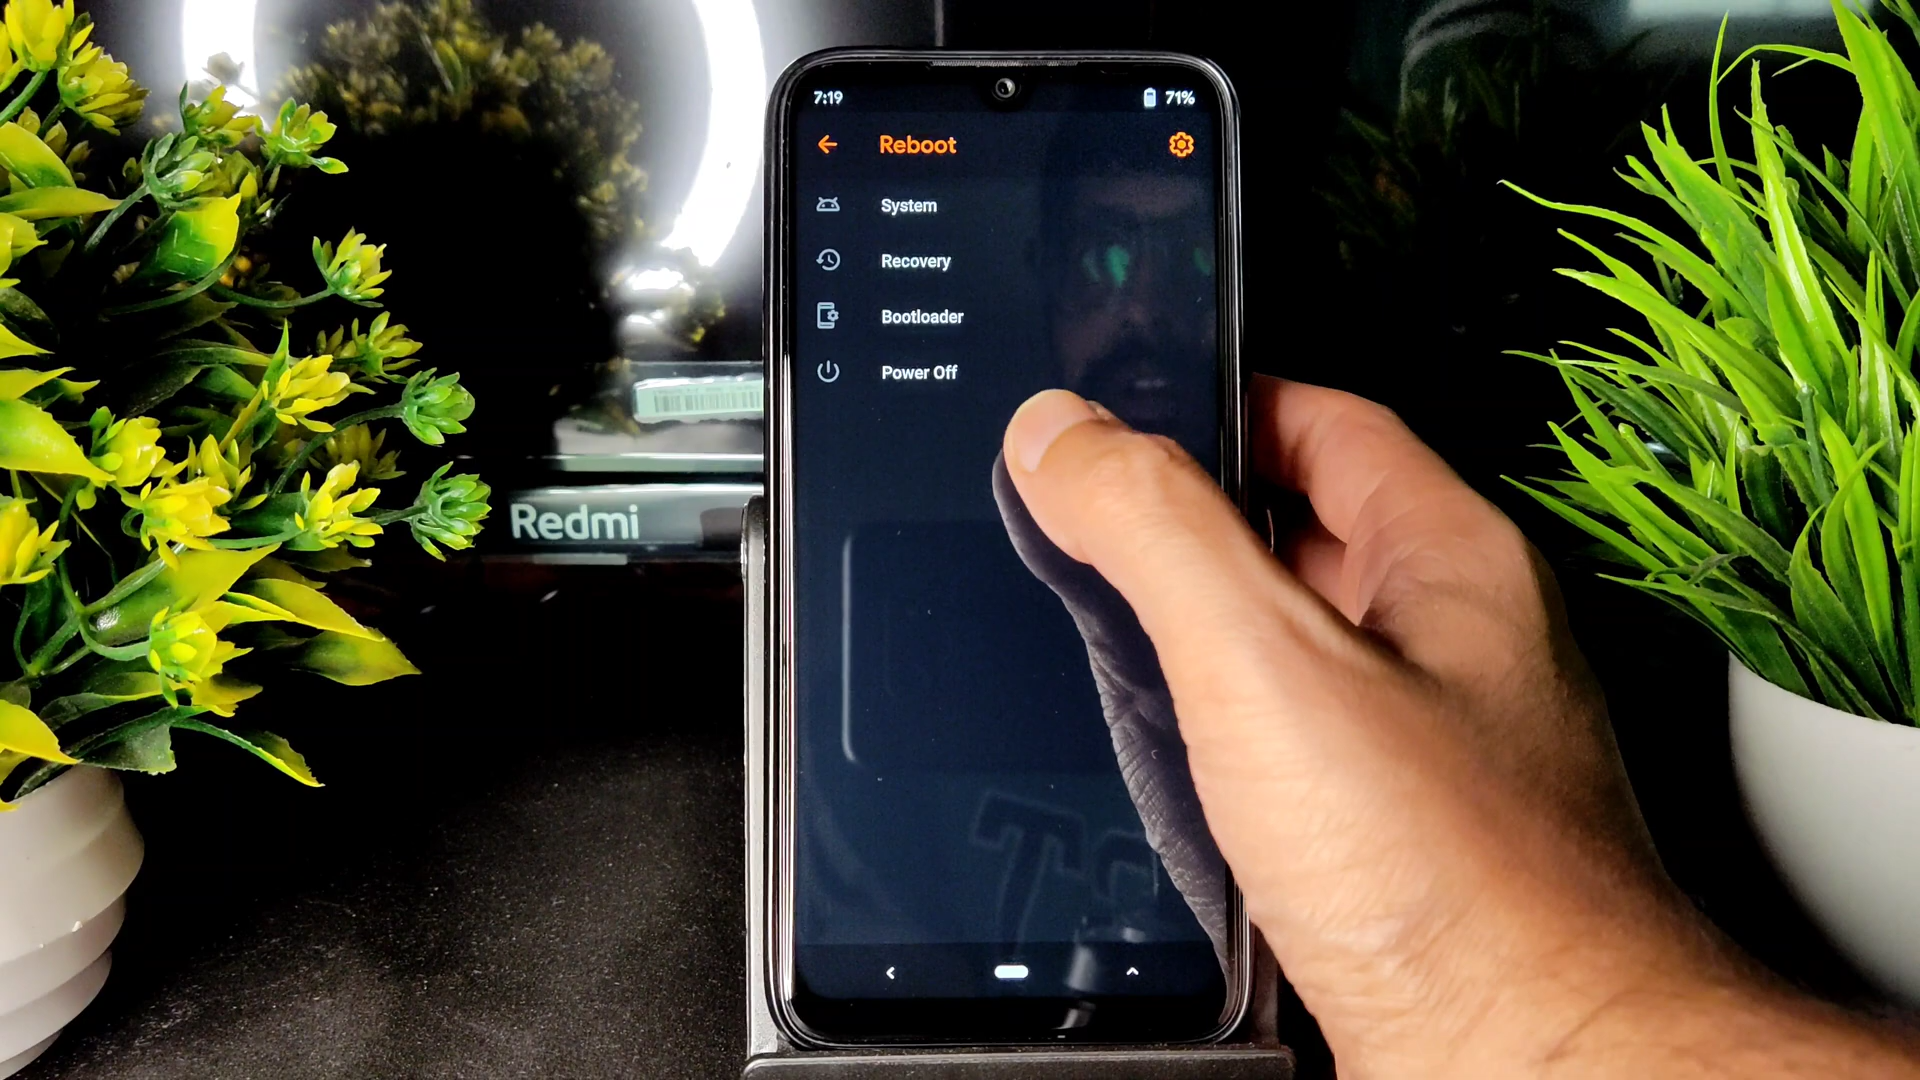 7:19
71%
Reboot
System
Recovery
Bootloader
Power Off
Redmi